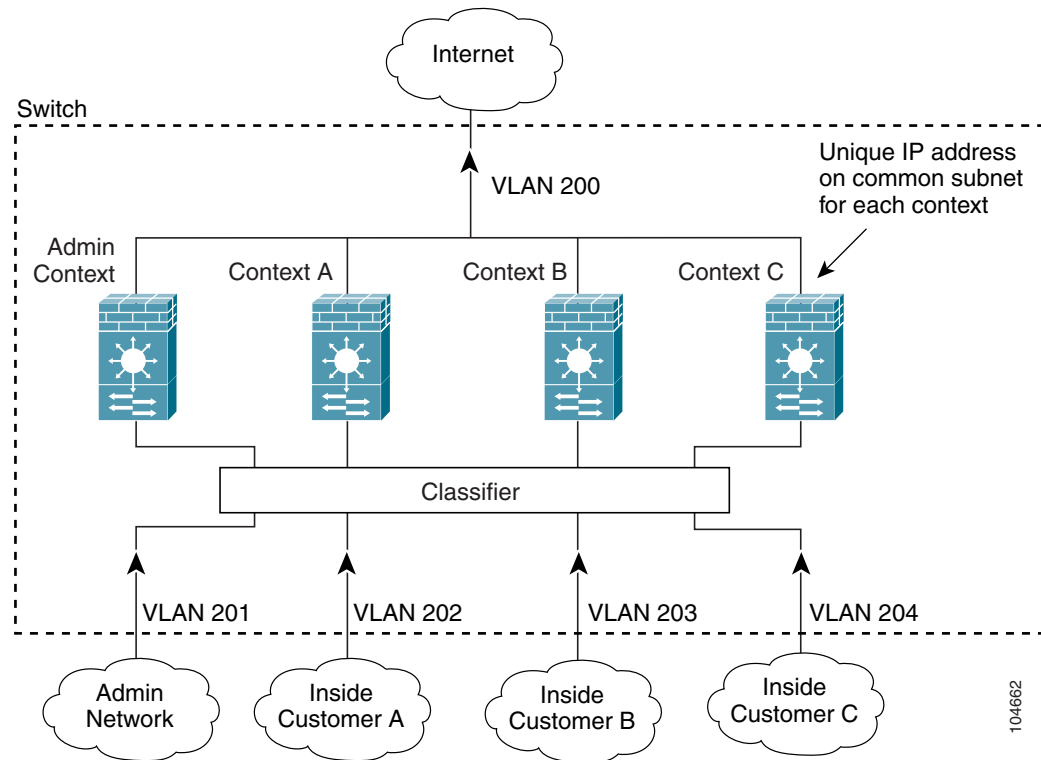 Internet
Switch
VLAN 200
Unique IP address
on common subnet
for each context
Admin
Context
Context A
Context B
Context C
Classifier
VLAN 201
VLAN 202
VLAN 203
VLAN 204
Admin
Network
Inside
Customer A
Inside
Customer B
Inside
Customer C
104662